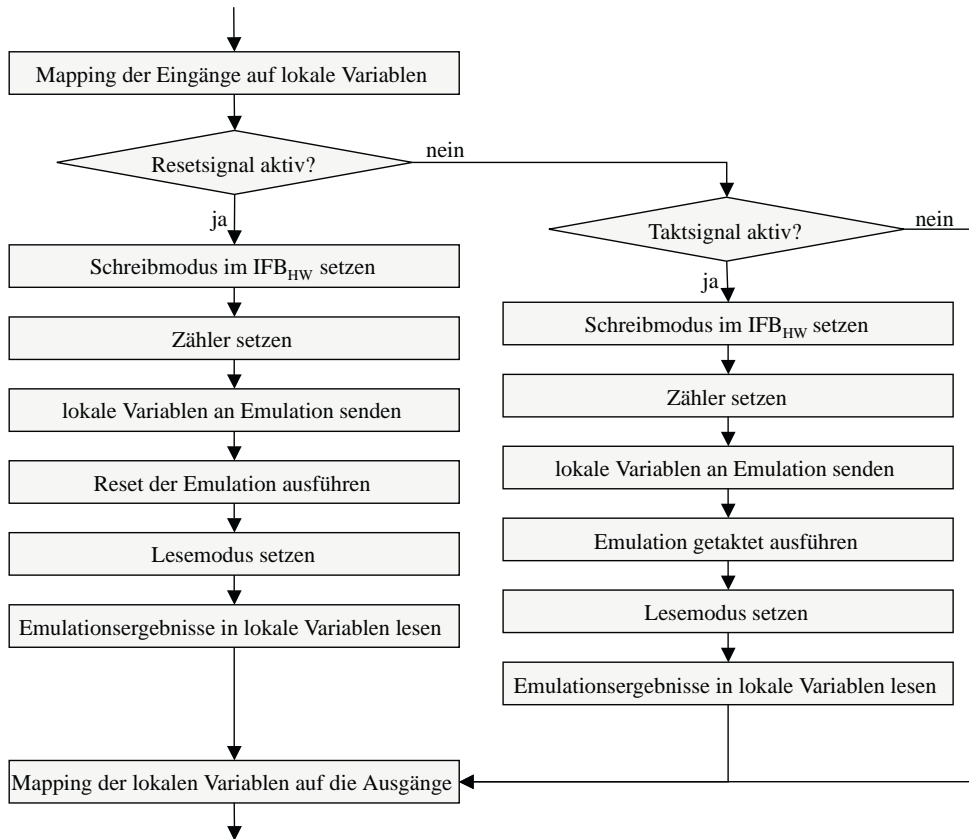 Mapping der Eingänge auf lokale Variablen
Resetsignal aktiv?
nein
ja
Taktsignal aktiv?
nein
ja
Schreibmodus im IFB_HW setzen
Zähler setzen
lokale Variablen an Emulation senden
Reset der Emulation ausführen
Lesemodus setzen
Emulationsergebnisse in lokale Variablen lesen
Schreibmodus im IFB_HW setzen
Zähler setzen
lokale Variablen an Emulation senden
Emulation getaktet ausführen
Lesemodus setzen
Emulationsergebnisse in lokale Variablen lesen
Mapping der lokalen Variablen auf die Ausgänge